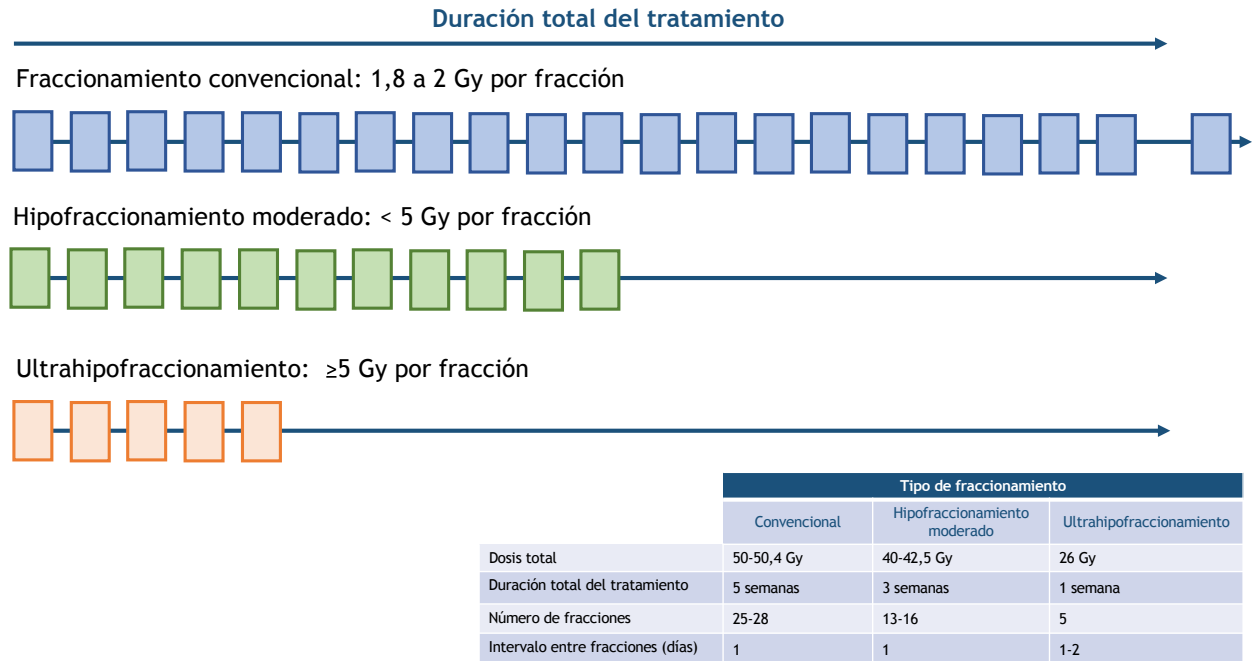 Duración total del tratamiento
Fraccionamiento convencional: 1,8 a 2 Gy por fracción
Hipofraccionamiento moderado: < 5 Gy por fracción
Ultrahipofraccionamiento: ≥5 Gy por fracción
Tipo de fraccionamiento
Convencional Hipofraccionamiento moderado Ultrahipofraccionamiento
Dosis total 50-50,4 Gy 40-42,5 Gy 26 Gy
Duración total del tratamiento 5 semanas 3 semanas 1 semana
Número de fracciones 25-28 13-16 5
Intervalo entre fracciones (días) 1 1 1-2